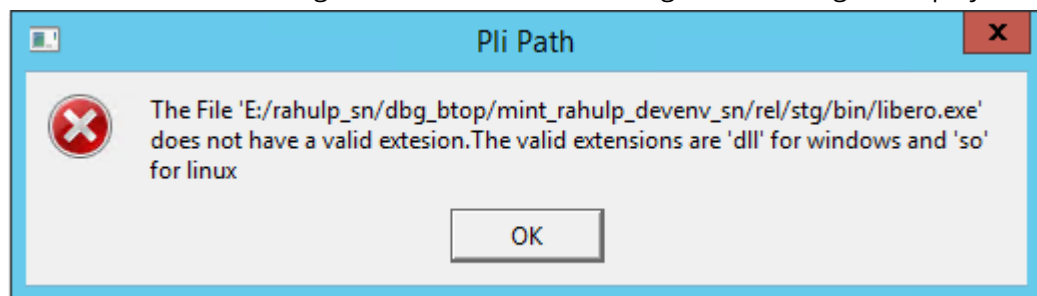 Pli Path
x
The File 'E:/rahulp_sn/dbg_btop/mint_rahulp_devenv_sn/rel/stg/bin/libero.exe'
does not have a valid extesion.The valid extensions are 'dll' for windows and 'so'
for linux
OK